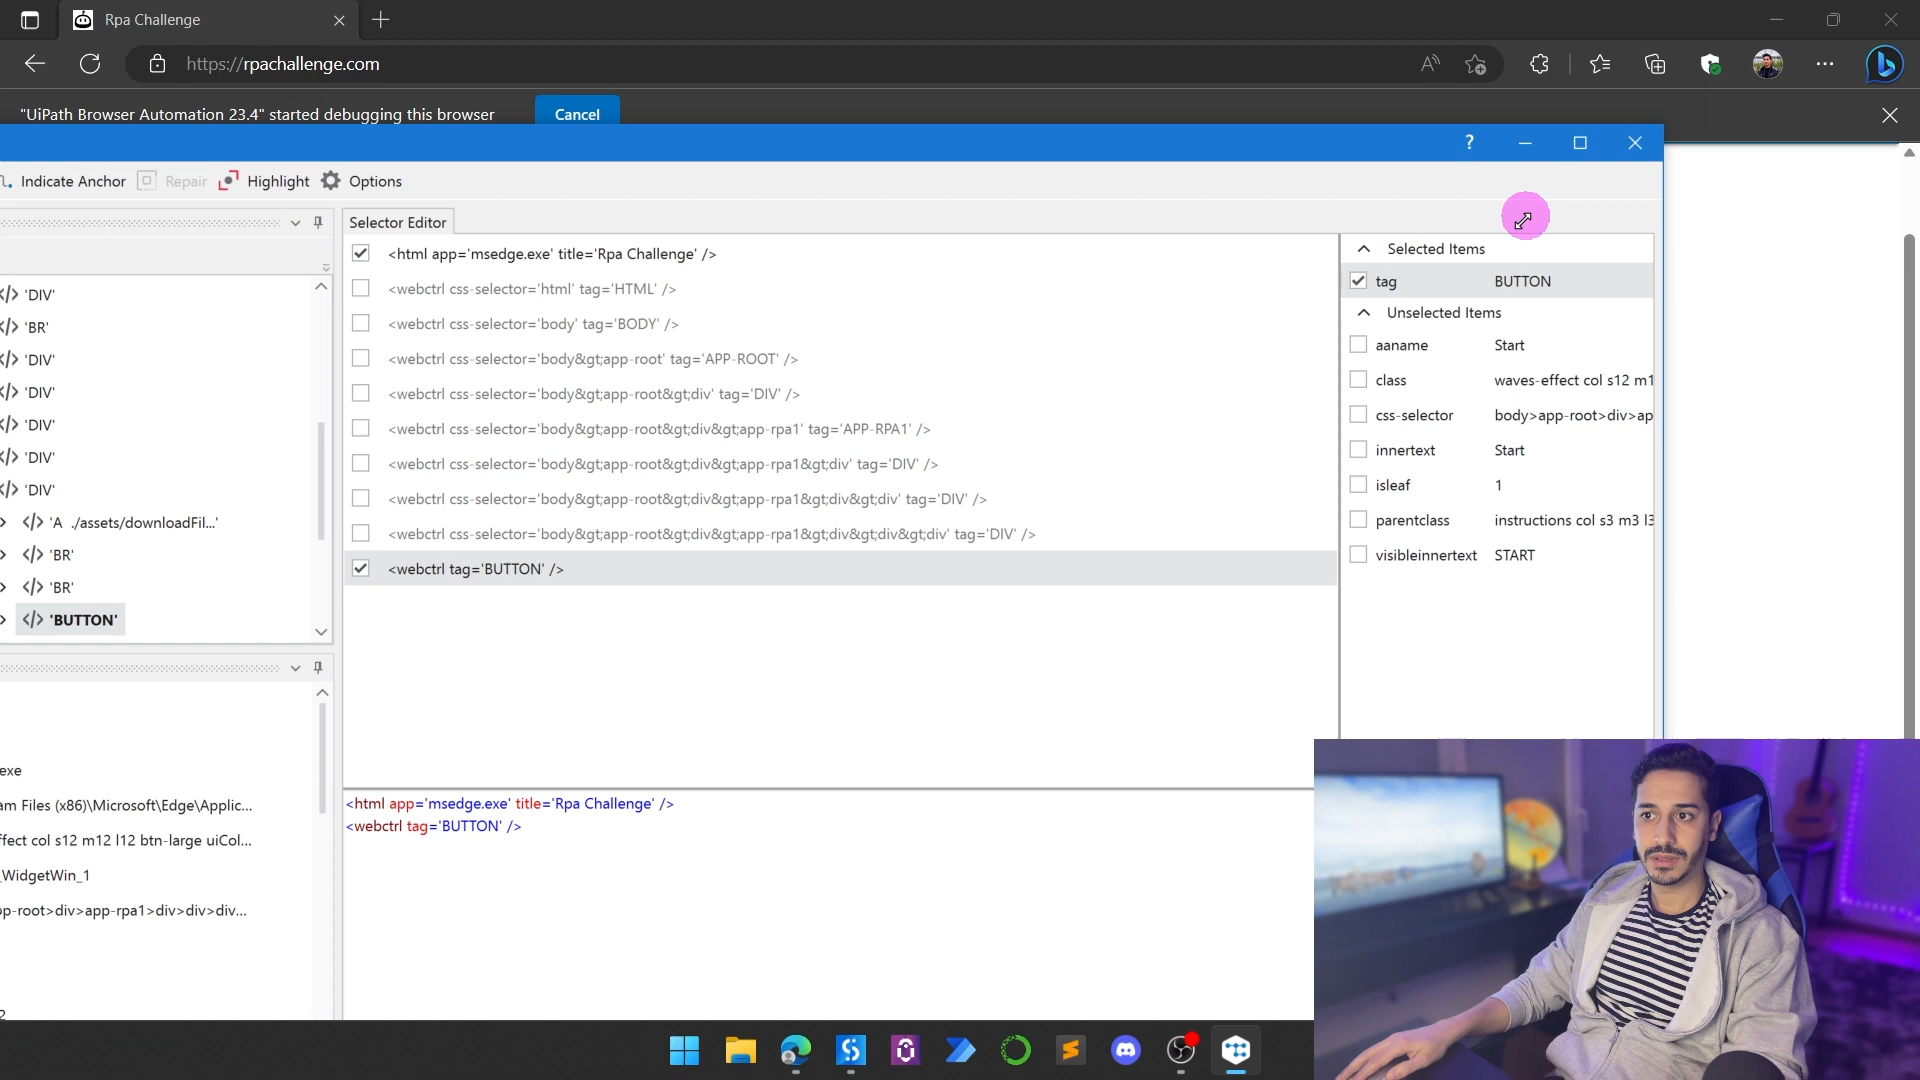 Rpa Challenge
https://rpachallenge.com
"UiPath Browser Automation 23.4" started debugging this browser
Cancel
?
Indicate Anchor
Repair
Highlight
Options
Selector Editor
<html app='msedge.exe' title='Rpa Challenge' />
<webctrl css-selector='html' tag='HTML' />
<webctrl css-selector='body' tag='BODY' />
<webctrl css-selector='body&gt;app-root' tag='APP-ROOT' />
<webctrl css-selector='body&gt;app-root&gt;div' tag='DIV' />
<webctrl css-selector='body&gt;app-root&gt;div&gt;app-rpa1' tag='APP-RPA1' />
<webctrl css-selector='body&gt;app-root&gt;div&gt;app-rpa1&gt;div' tag='DIV' />
<webctrl css-selector='body&gt;app-root&gt;div&gt;app-rpa1&gt;div&gt;div' tag='DIV' />
<webctrl css-selector='body&gt;app-root&gt;div&gt;app-rpa1&gt;div&gt;div&gt;div' tag='DIV' />
<webctrl tag='BUTTON' />
Selected Items
tag BUTTON
Unselected Items
aaname Start
class waves-effect col s12 m1
css-selector body>app-root>div>ap
innertext Start
isleaf 1
parentclass instructions col s3 m3 l3
visibleinnertext START
</> 'DIV'
</> 'BR'
</> 'DIV'
</> 'DIV'
</> 'DIV'
</> 'DIV'
</> 'DIV'
</> 'A ./assets/downloadFil...'
</> 'BR'
</> 'BR'
</> 'BUTTON'
exe
am Files (x86)\Microsoft\Edge\Applic...
ffect col s12 m12 l12 btn-large uiCol...
_WidgetWin_1
pp-root>div>app-rpa1>div>div>div...
2
<html app='msedge.exe' title='Rpa Challenge' />
<webctrl tag='BUTTON' />